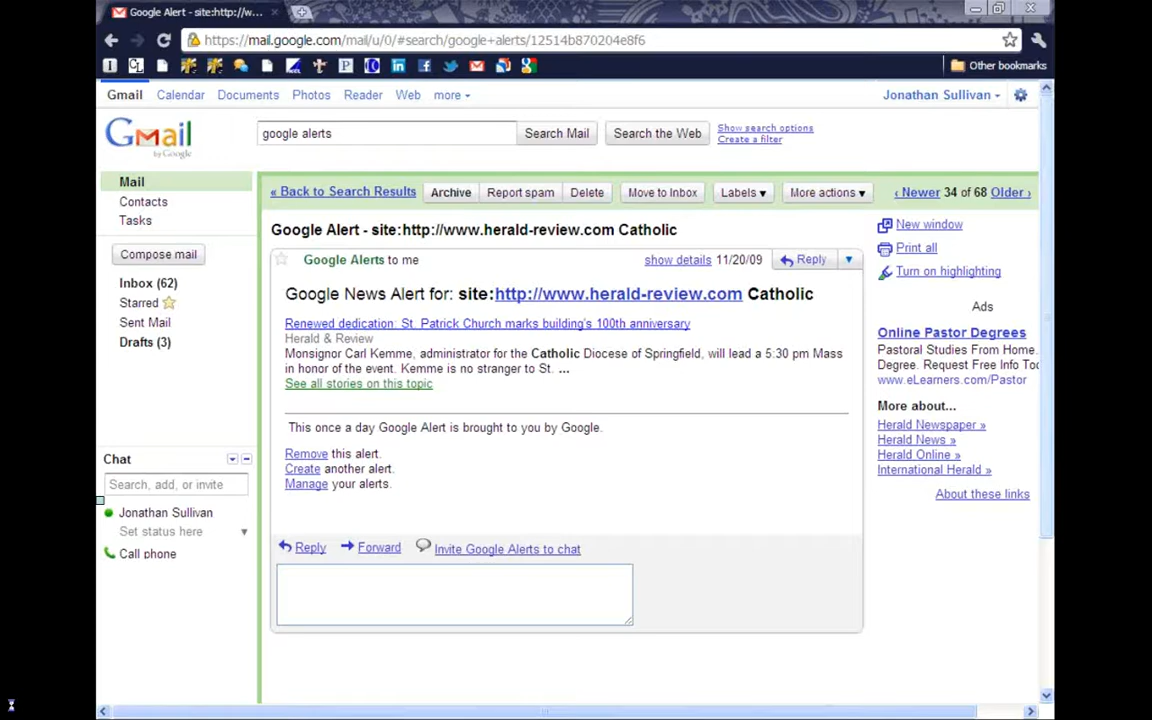 Google Alert - site:http://w...
https://mail.google.com/mail/u/0/#search/google+alerts/12514b870204e8f6
Other bookmarks
Gmail Calendar Documents Photos Reader Web more
Jonathan Sullivan
Gmail by Google
google alerts
Search Mail
Search the Web
Show search options
Create a filter
Mail
Contacts
Tasks
Compose mail
Inbox (62)
Starred
Sent Mail
Drafts (3)
Chat
Search, add, or invite
Jonathan Sullivan
Set status here
Call phone
« Back to Search Results Archive Report spam Delete Move to Inbox Labels More actions ‹ Newer 34 of 68 Older ›
Google Alert - site:http://www.herald-review.com Catholic
Google Alerts to me show details 11/20/09 Reply
Google News Alert for: site:http://www.herald-review.com Catholic
Renewed dedication: St. Patrick Church marks building's 100th anniversary
Herald & Review
Monsignor Carl Kemme, administrator for the Catholic Diocese of Springfield, will lead a 5:30 pm Mass
in honor of the event. Kemme is no stranger to St. ...
See all stories on this topic
This once a day Google Alert is brought to you by Google.
Remove this alert.
Create another alert.
Manage your alerts.
Reply Forward Invite Google Alerts to chat
New window
Print all
Turn on highlighting
Ads
Online Pastor Degrees
Pastoral Studies From Home.
Degree. Request Free Info Too
www.eLearners.com/Pastor
More about...
Herald Newspaper »
Herald News »
Herald Online »
International Herald »
About these links